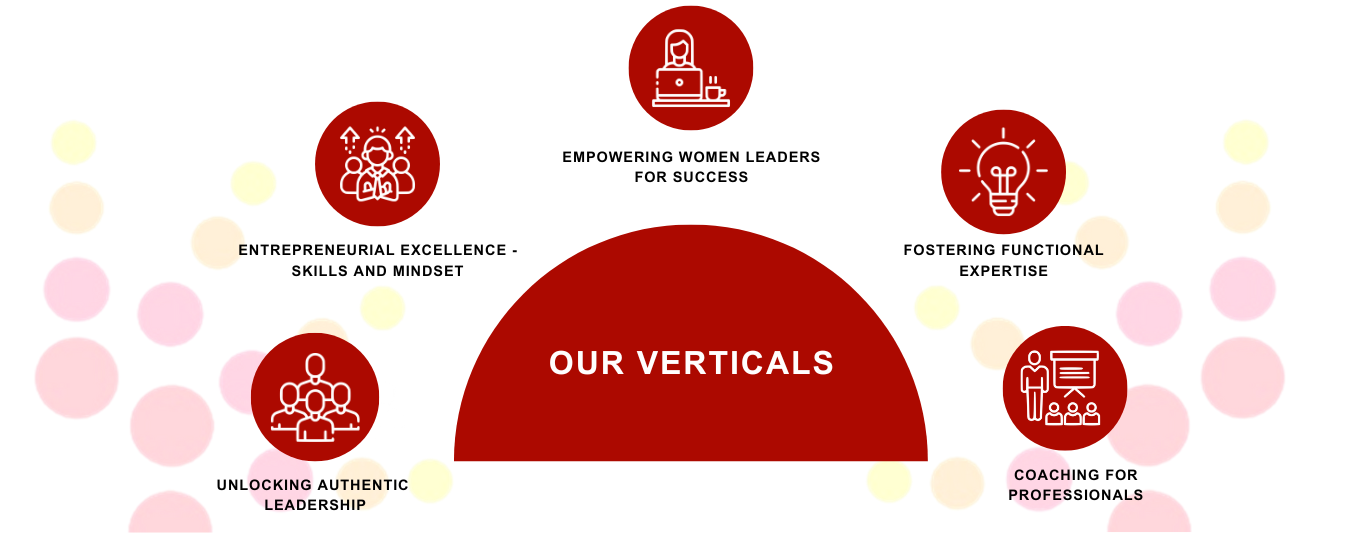 EMPOWERING WOMEN LEADERS
FOR SUCCESS
ENTREPRENEURIAL EXCELLENCE -
SKILLS AND MINDSET
FOSTERING FUNCTIONAL
EXPERTISE
OUR VERTICALS
UNLOCKING AUTHENTIC
LEADERSHIP
COACHING FOR
PROFESSIONALS